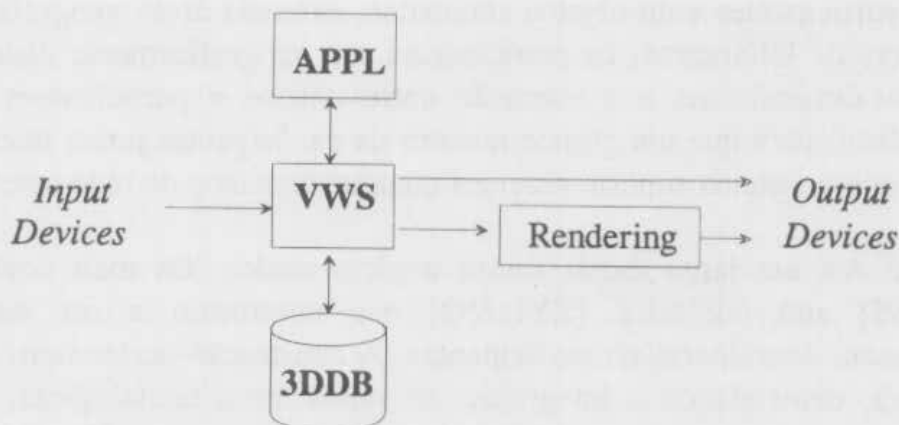 APPL
Input
Devices
VWS
Rendering
Output
Devices
3DDB